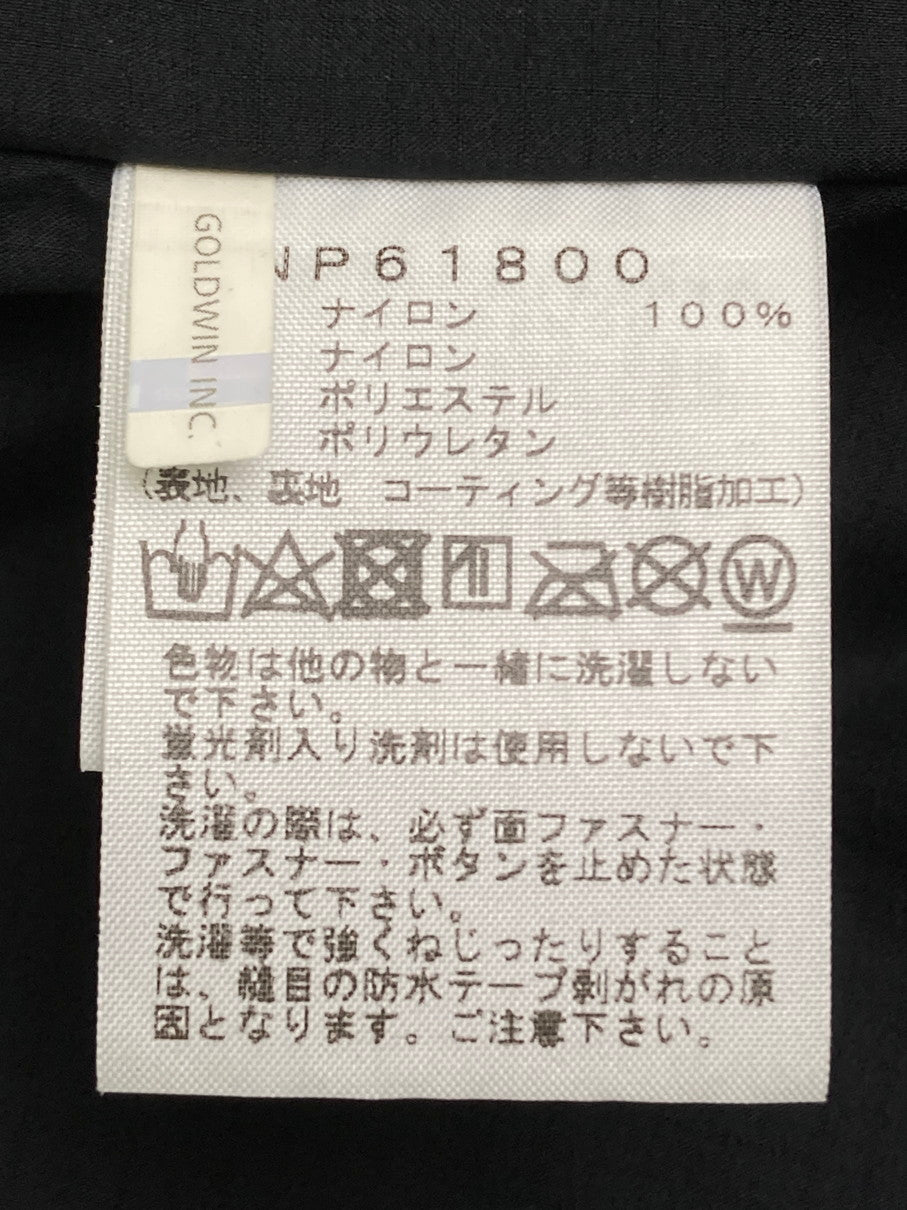 GOLDWIN INC.
NP61800
ナイロン 100%
ナイロン
ポリエステル
ポリウレタン
(表地、裏地 コーティング等樹脂加工)
W
色物は他の物と一緒に洗濯しない
で下さい。
蛍光剤入り洗剤は使用しないで下
さい。
洗濯の際は、必ず面ファスナー・
ファスナー・ボタンを止めた状態
で行って下さい。
洗濯等で強くねじったりすること
は、縫目の防水テープ剥がれの原
因となります。ご注意下さい。